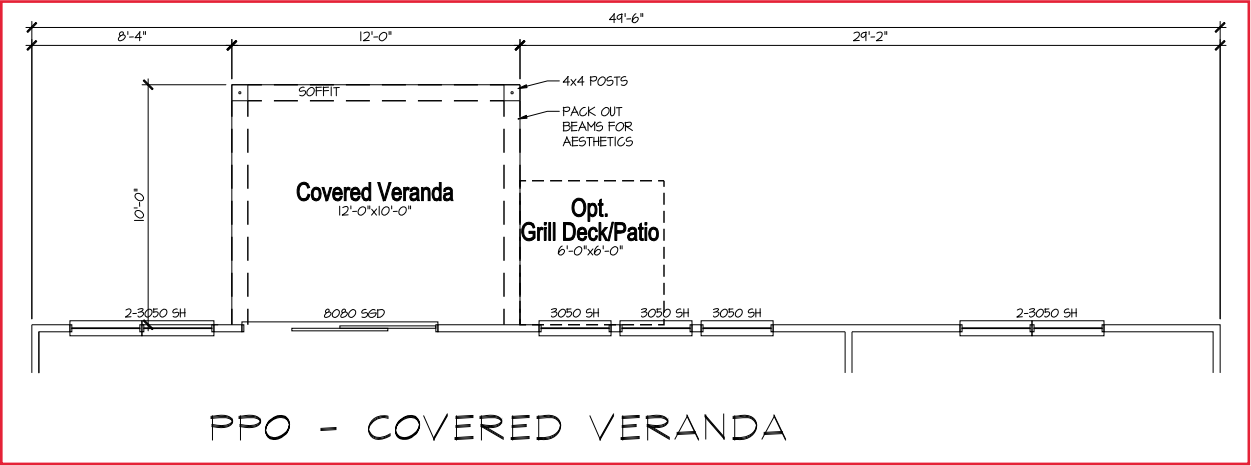 49'-6"
8'-4"
12'-0"
29'-2"
SOFFIT
4x4 POSTS
PACK OUT
BEAMS FOR
AESTHETICS
10'-0"
Covered Veranda
12'-0"x10'-0"
Opt.
Grill Deck/Patio
6'-0"x6'-0"
2-3050 SH
8080 SGD
3050 SH
3050 SH
3050 SH
2-3050 SH
PPO - COVERED VERANDA